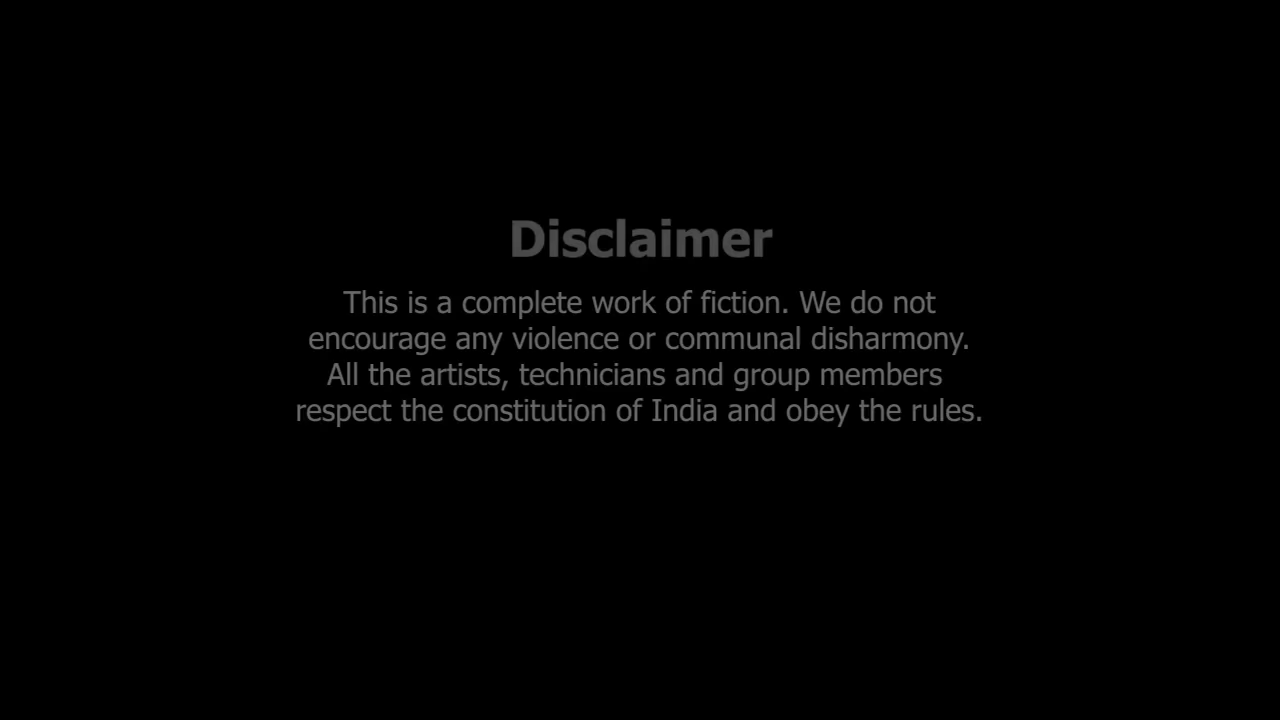 Disclaimer
This is a complete work of fiction. We do not
encourage any violence or communal disharmony.
All the artists, technicians and group members
respect the constitution of India and obey the rules.